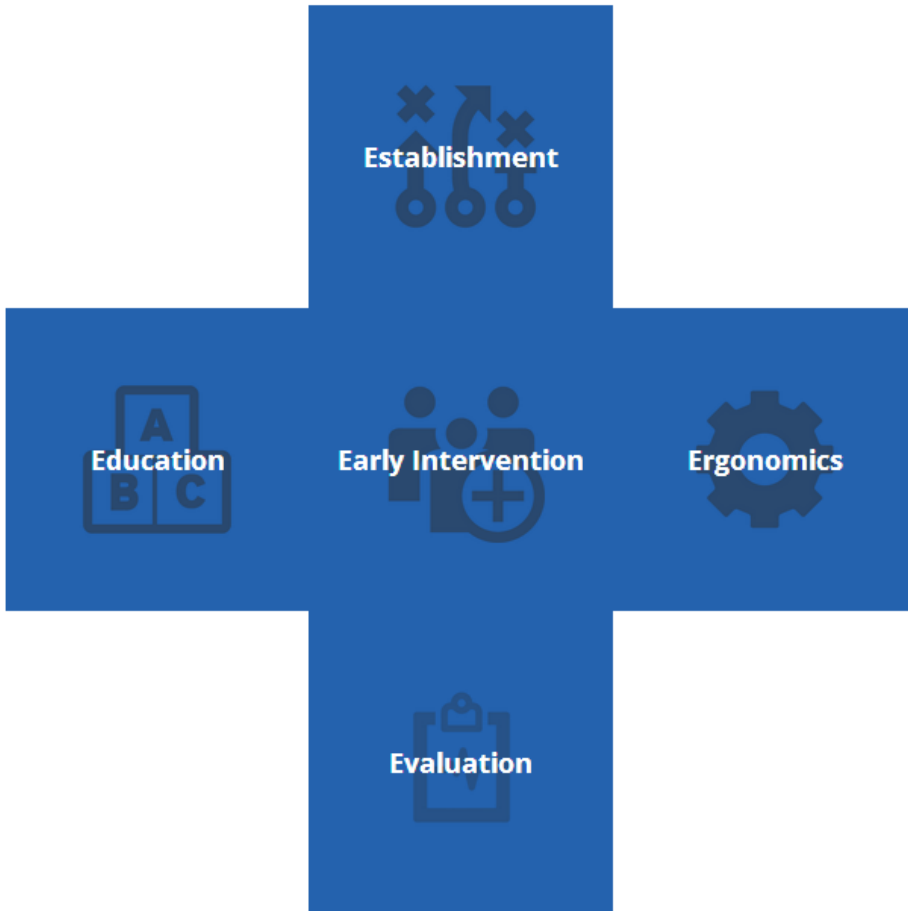 Establishment
Education
A
B C
Early Intervention
Ergonomics
Evaluation